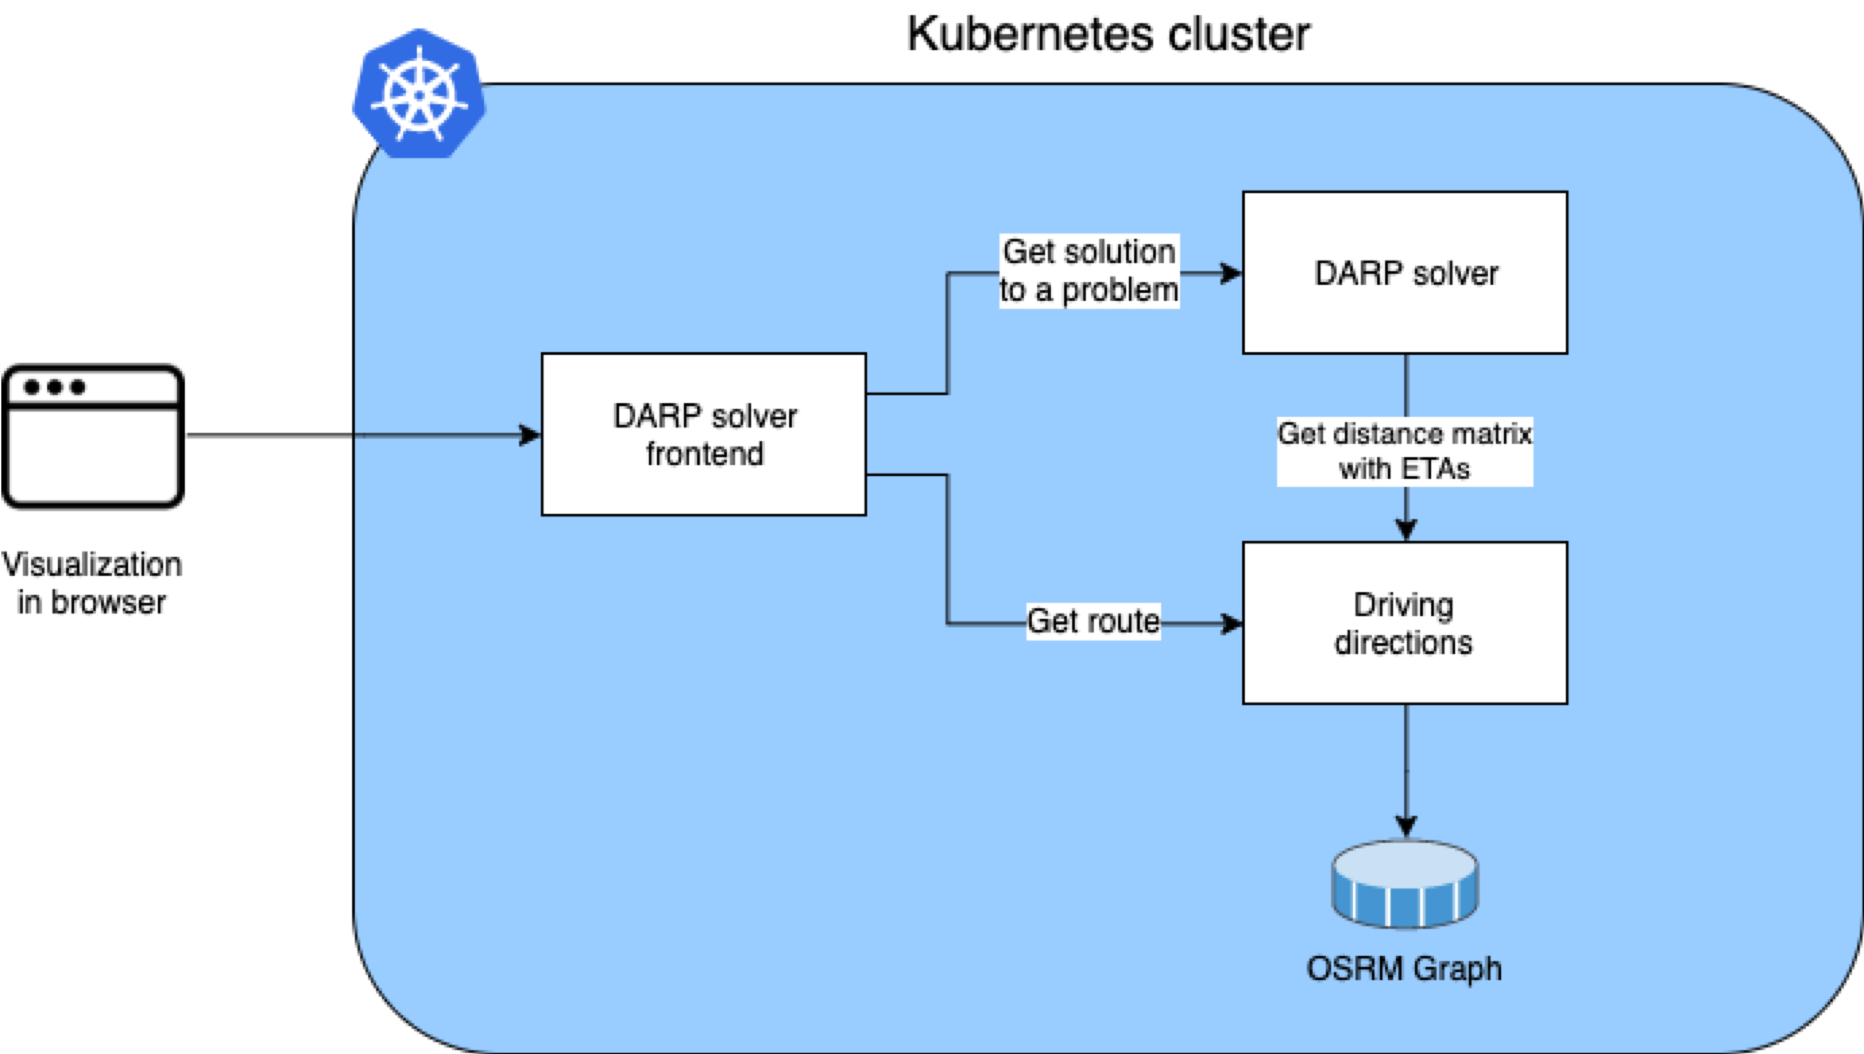 Kubernetes cluster
Get solution
to a problem
DARP solver
DARP solver
frontend
Get distance matrix
with ETAs
Visualization
in browser
Get route
Driving
directions
OSRM Graph